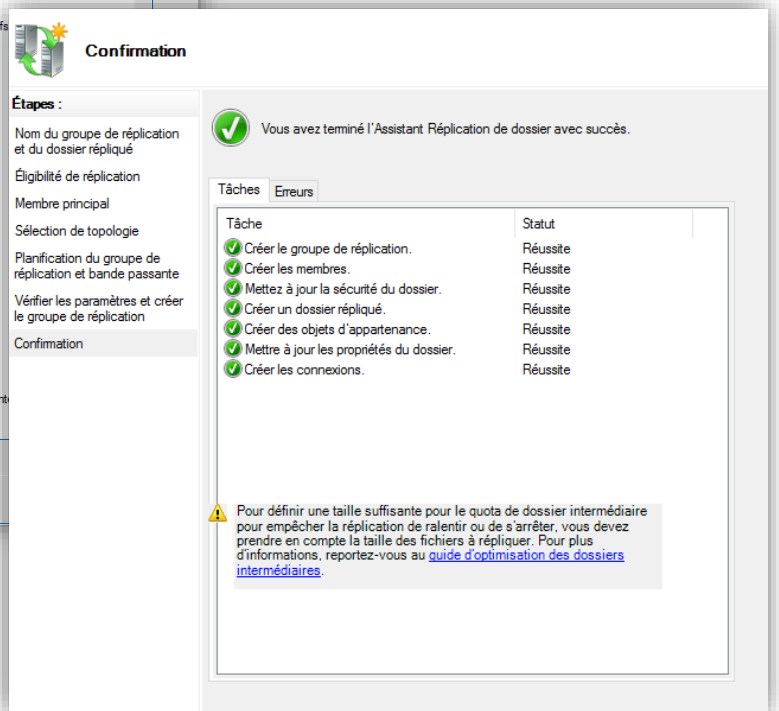 Confirmation
Étapes :
Nom du groupe de réplication
et du dossier répliqué
Éligibilité de réplication
Membre principal
Sélection de topologie
Planification du groupe de
réplication et bande passante
Vérifier les paramètres et créer
le groupe de réplication
Confirmation
Vous avez terminé l'Assistant Réplication de dossier avec succès.
Tâches Erreurs
Tâche Statut
Créer le groupe de réplication. Réussite
Créer les membres. Réussite
Mettez à jour la sécurité du dossier. Réussite
Créer un dossier répliqué. Réussite
Créer des objets d'appartenance. Réussite
Mettre à jour les propriétés du dossier. Réussite
Créer les connexions. Réussite
Pour définir une taille suffisante pour le quota de dossier intermédiaire
pour empêcher la réplication de ralentir ou de s'arrêter, vous devez
prendre en compte la taille des fichiers à répliquer. Pour plus
d'informations, reportez-vous au guide d'optimisation des dossiers
intermédiaires.